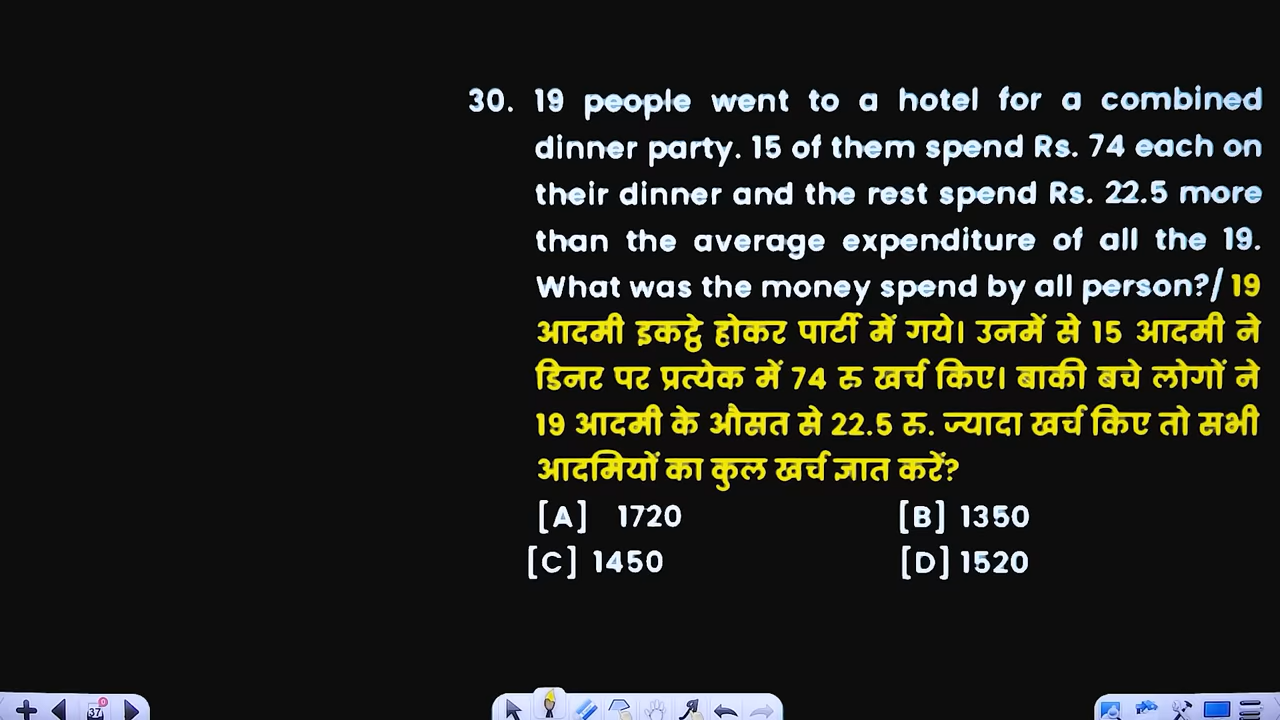 30. 19 people went to a hotel for a combined
dinner party. 15 of them spend Rs. 74 each on
their dinner and the rest spend Rs. 22.5 more
than the average expenditure of all the 19.
What was the money spend by all person?/ 19
आदमी इकट्ठे होकर पार्टी में गये। उनमें से 15 आदमी ने
डिनर पर प्रत्येक में 74 रु खर्च किए। बाकी बचे लोगों ने
19 आदमी के औसत से 22.5 रु. ज्यादा खर्च किए तो सभी
आदमियों का कुल खर्च ज्ञात करें?
[A] 1720 [B] 1350
[C] 1450 [D] 1520
37